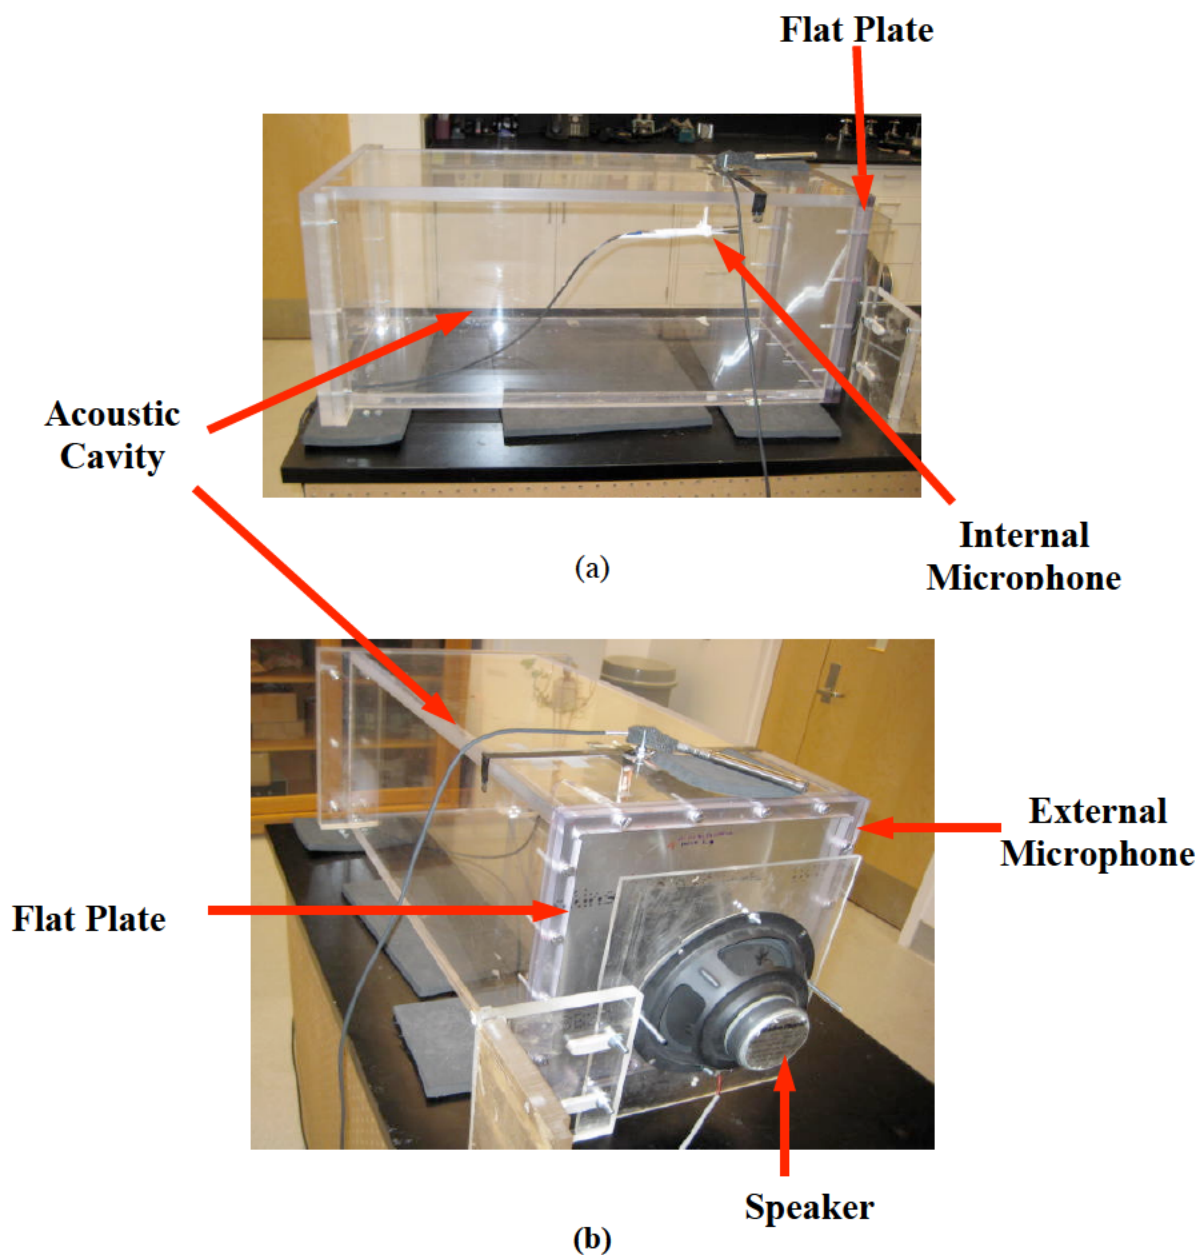 Flat Plate
Acoustic
Cavity
Internal
Microphone
(a)
External
Microphone
Flat Plate
Speaker
(b)